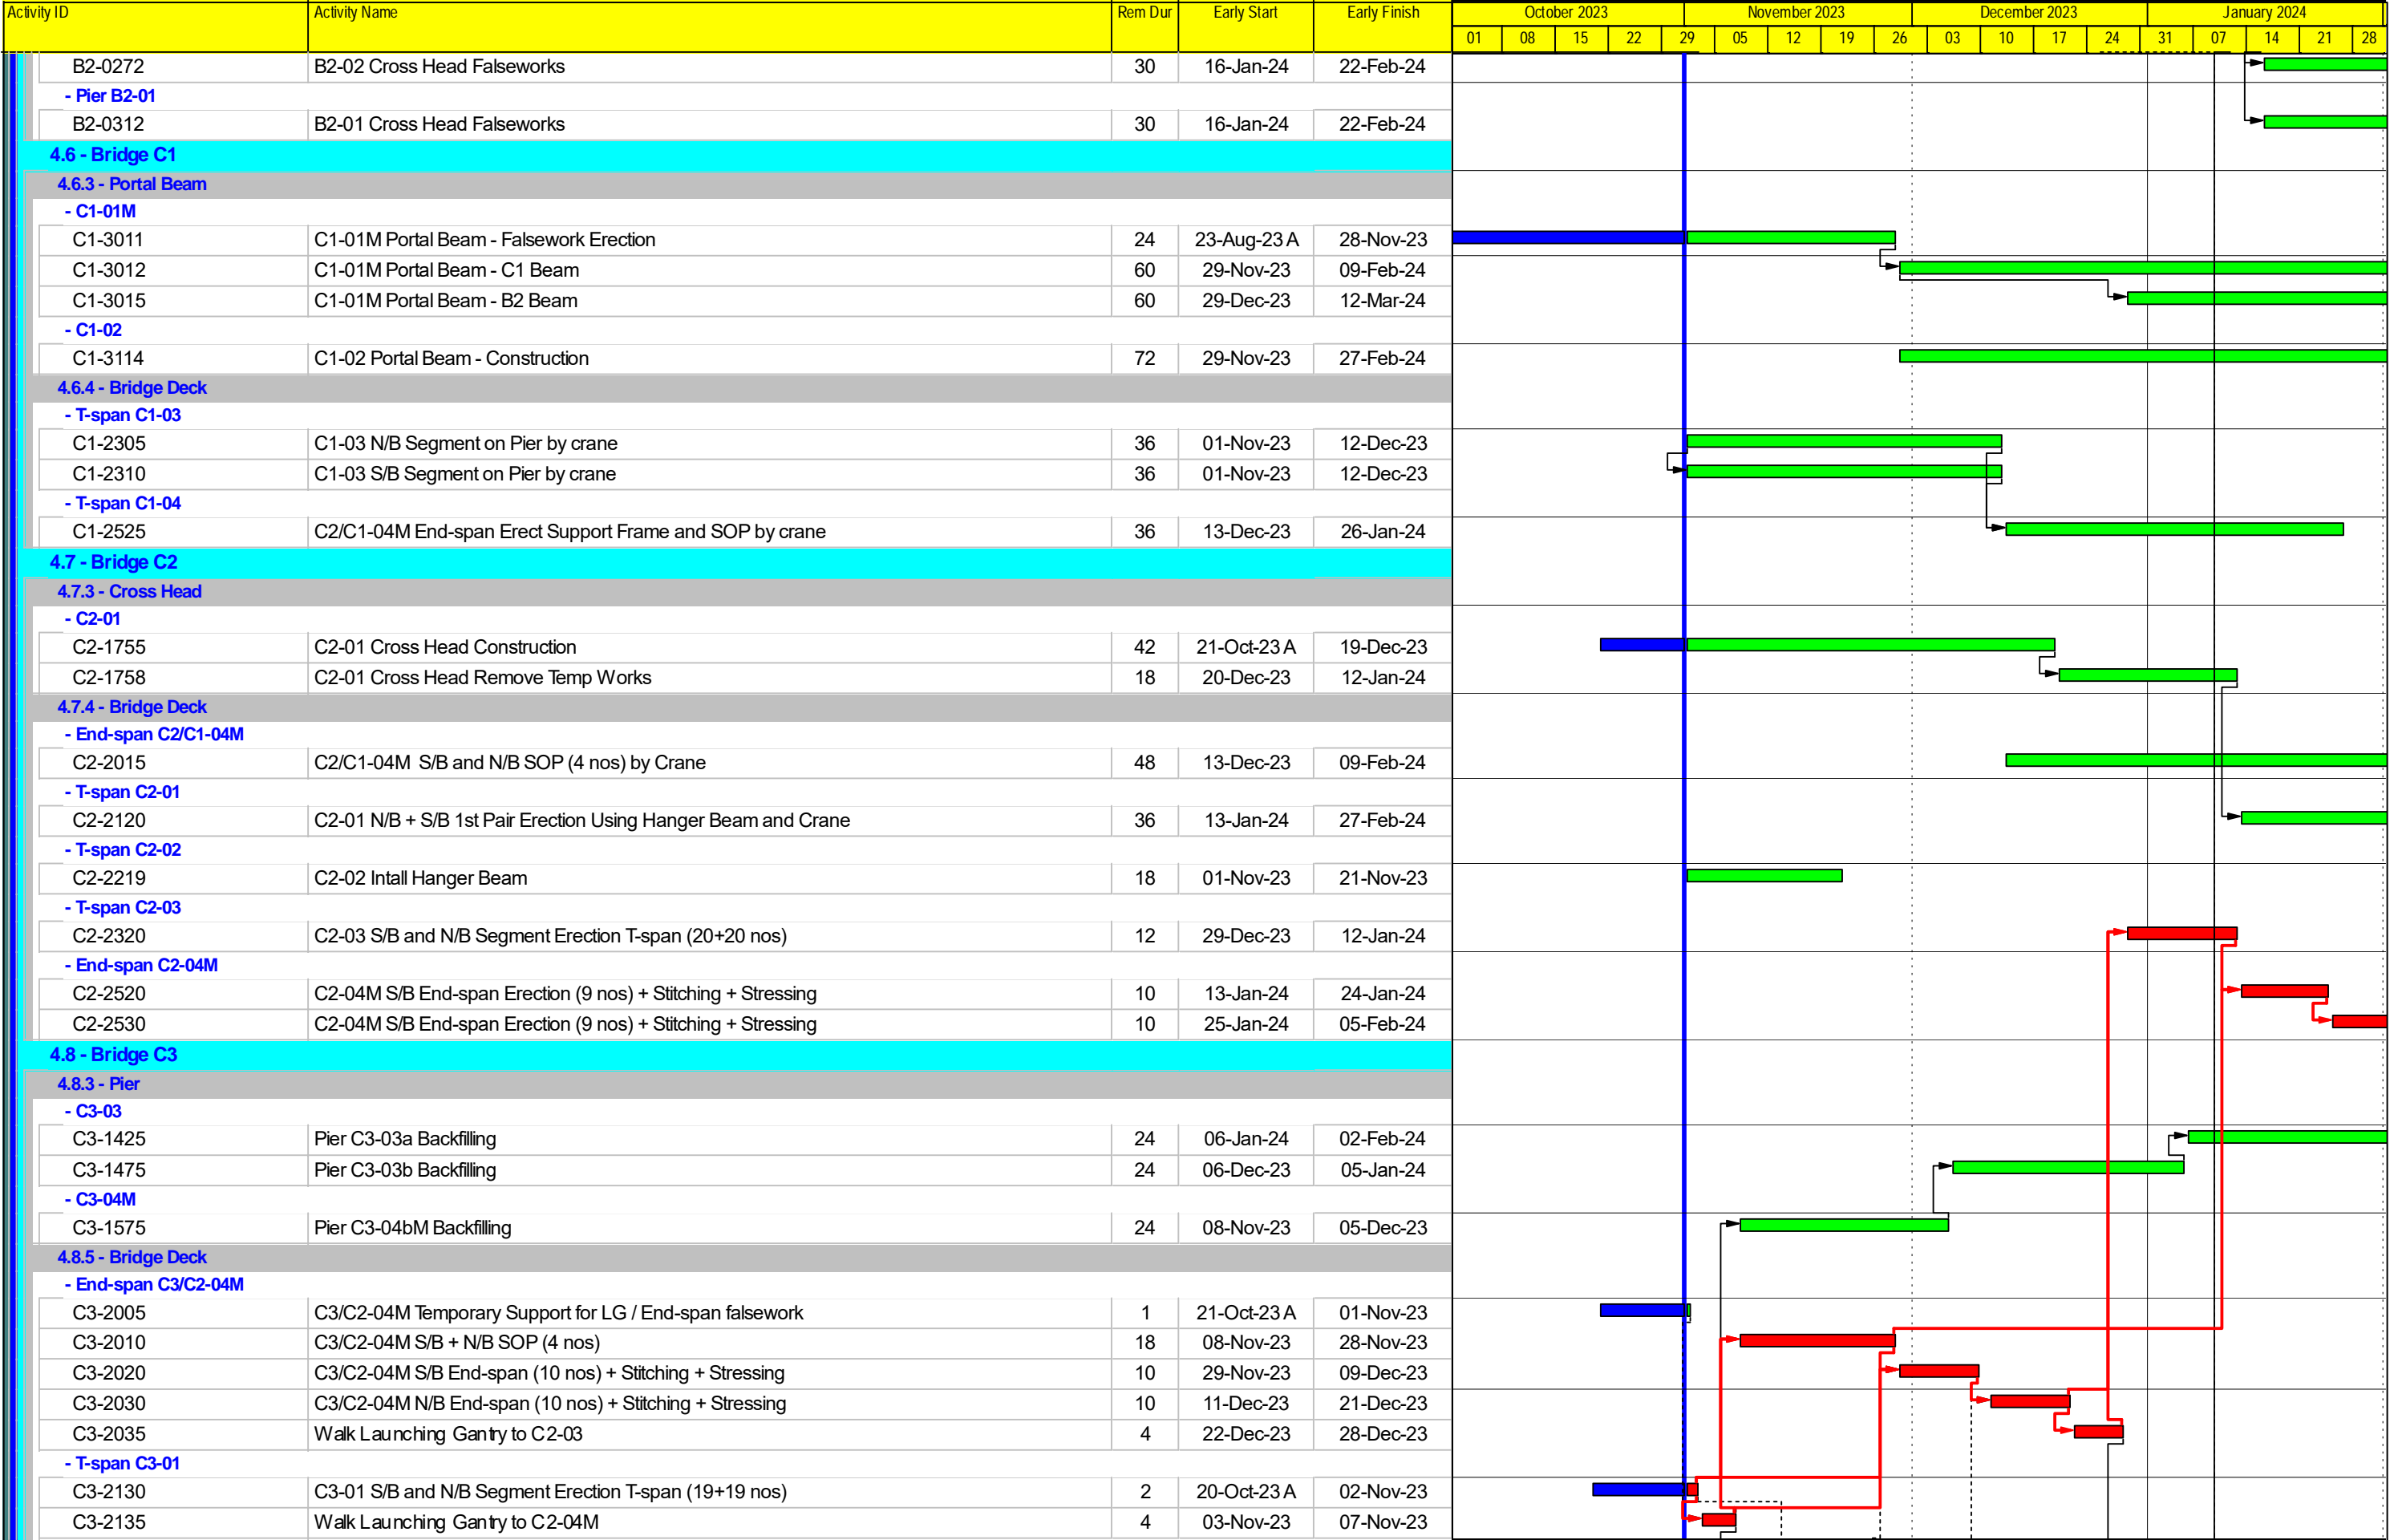 Activity ID Activity Name Rem Dur Early Start Early Finish October 2023 November 2023 December 2023 January 2024
01 08 15 22 29 05 12 19 26 03 10 17 24 31 07 14 21 28
B2-0272 B2-02 Cross Head Falseworks 30 16-Jan-24 22-Feb-24
- Pier B2-01
B2-0312 B2-01 Cross Head Falseworks 30 16-Jan-24 22-Feb-24
4.6 - Bridge C1
4.6.3 - Portal Beam
- C1-01M
C1-3011 C1-01M Portal Beam - Falsework Erection 24 23-Aug-23 A 28-Nov-23
C1-3012 C1-01M Portal Beam - C1 Beam 60 29-Nov-23 09-Feb-24
C1-3015 C1-01M Portal Beam - B2 Beam 60 29-Dec-23 12-Mar-24
- C1-02
C1-3114 C1-02 Portal Beam - Construction 72 29-Nov-23 27-Feb-24
4.6.4 - Bridge Deck
- T-span C1-03
C1-2305 C1-03 N/B Segment on Pier by crane 36 01-Nov-23 12-Dec-23
C1-2310 C1-03 S/B Segment on Pier by crane 36 01-Nov-23 12-Dec-23
- T-span C1-04
C1-2525 C2/C1-04M End-span Erect Support Frame and SOP by crane 36 13-Dec-23 26-Jan-24
4.7 - Bridge C2
4.7.3 - Cross Head
- C2-01
C2-1755 C2-01 Cross Head Construction 42 21-Oct-23 A 19-Dec-23
C2-1758 C2-01 Cross Head Remove Temp Works 18 20-Dec-23 12-Jan-24
4.7.4 - Bridge Deck
- End-span C2/C1-04M
C2-2015 C2/C1-04M S/B and N/B SOP (4 nos) by Crane 48 13-Dec-23 09-Feb-24
- T-span C2-01
C2-2120 C2-01 N/B + S/B 1st Pair Erection Using Hanger Beam and Crane 36 13-Jan-24 27-Feb-24
- T-span C2-02
C2-2219 C2-02 Intall Hanger Beam 18 01-Nov-23 21-Nov-23
- T-span C2-03
C2-2320 C2-03 S/B and N/B Segment Erection T-span (20+20 nos) 12 29-Dec-23 12-Jan-24
- End-span C2-04M
C2-2520 C2-04M S/B End-span Erection (9 nos) + Stitching + Stressing 10 13-Jan-24 24-Jan-24
C2-2530 C2-04M S/B End-span Erection (9 nos) + Stitching + Stressing 10 25-Jan-24 05-Feb-24
4.8 - Bridge C3
4.8.3 - Pier
- C3-03
C3-1425 Pier C3-03a Backfilling 24 06-Jan-24 02-Feb-24
C3-1475 Pier C3-03b Backfilling 24 06-Dec-23 05-Jan-24
- C3-04M
C3-1575 Pier C3-04bM Backfilling 24 08-Nov-23 05-Dec-23
4.8.5 - Bridge Deck
- End-span C3/C2-04M
C3-2005 C3/C2-04M Temporary Support for LG / End-span falsework 1 21-Oct-23 A 01-Nov-23
C3-2010 C3/C2-04M S/B + N/B SOP (4 nos) 18 08-Nov-23 28-Nov-23
C3-2020 C3/C2-04M S/B End-span (10 nos) + Stitching + Stressing 10 29-Nov-23 09-Dec-23
C3-2030 C3/C2-04M N/B End-span (10 nos) + Stitching + Stressing 10 11-Dec-23 21-Dec-23
C3-2035 Walk Launching Gantry to C2-03 4 22-Dec-23 28-Dec-23
- T-span C3-01
C3-2130 C3-01 S/B and N/B Segment Erection T-span (19+19 nos) 2 20-Oct-23 A 02-Nov-23
C3-2135 Walk Launching Gantry to C2-04M 4 03-Nov-23 07-Nov-23